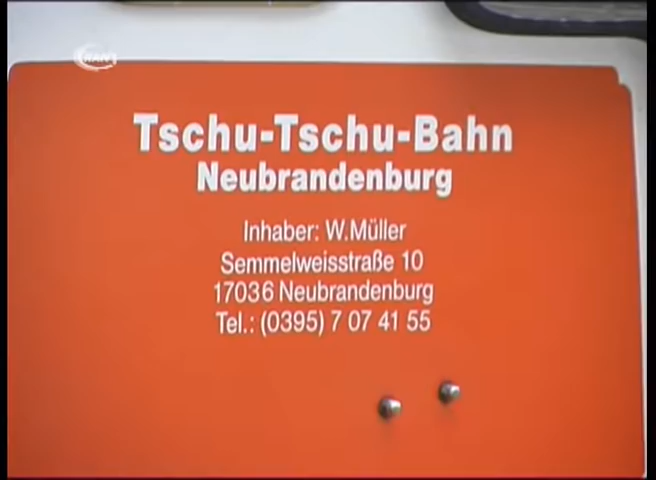 Tschu-Tschu-Bahn
Neubrandenburg
Inhaber: W.Müller
Semmelweisstraße 10
17036 Neubrandenburg
Tel.: (0395) 7 07 41 55